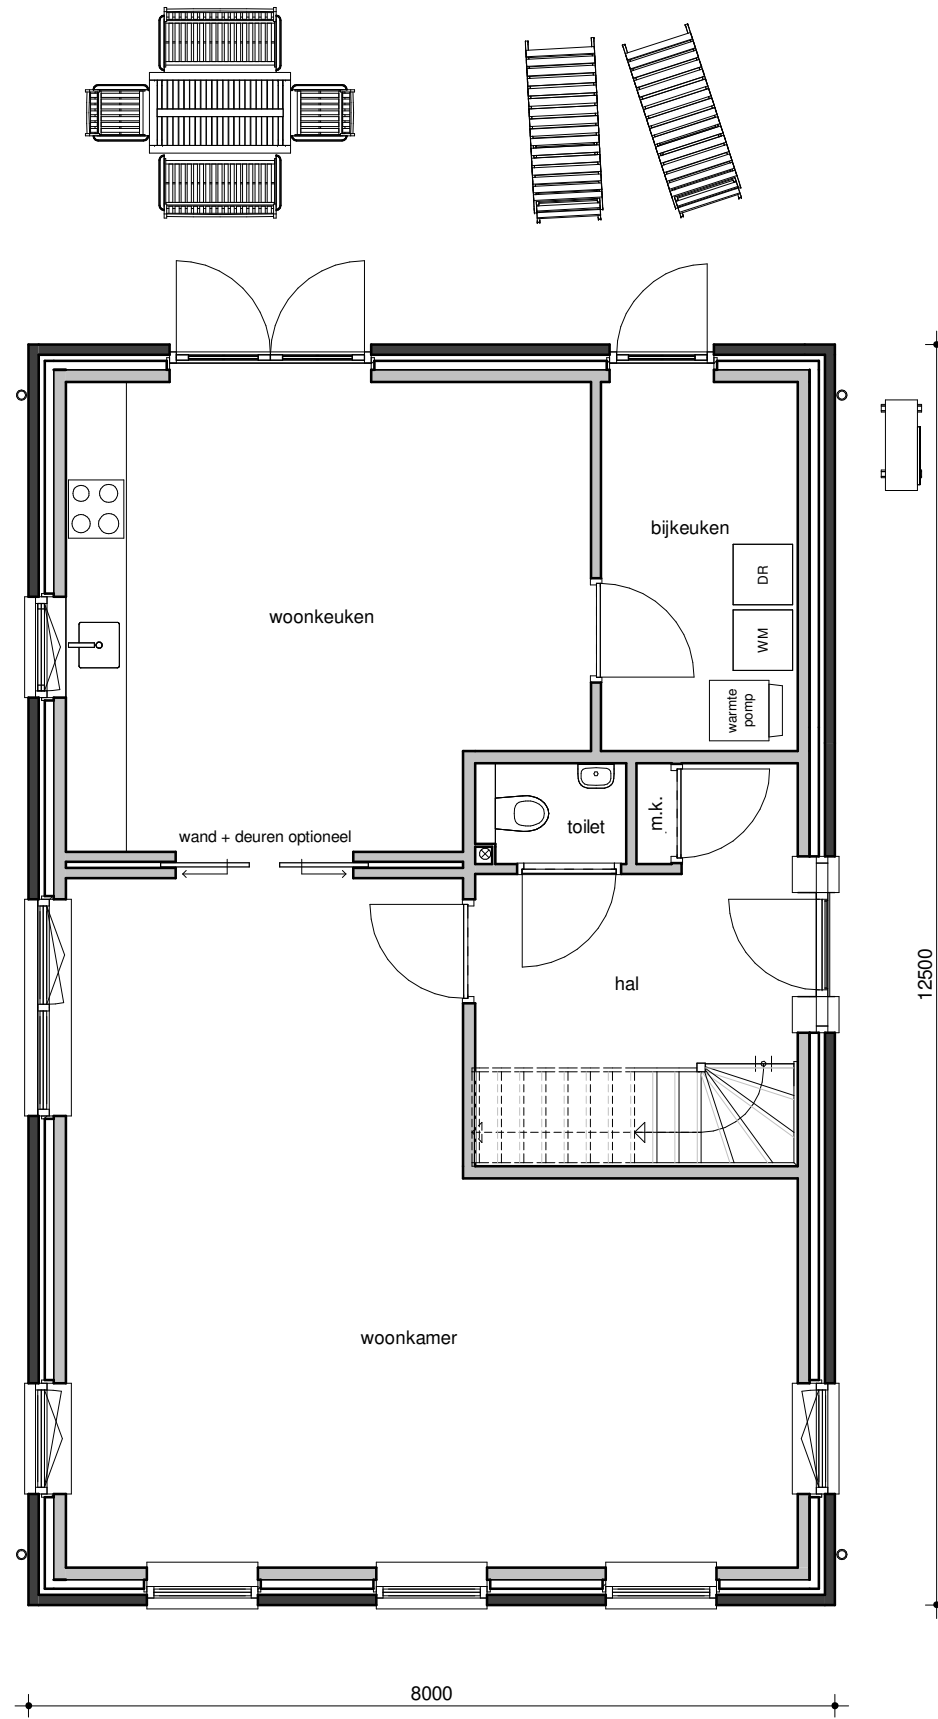 bijkeuken
DR
woonkeuken
WM
warmte
pomp
m.k.
toilet
wand + deuren optioneel
hal
12500
woonkamer
8000